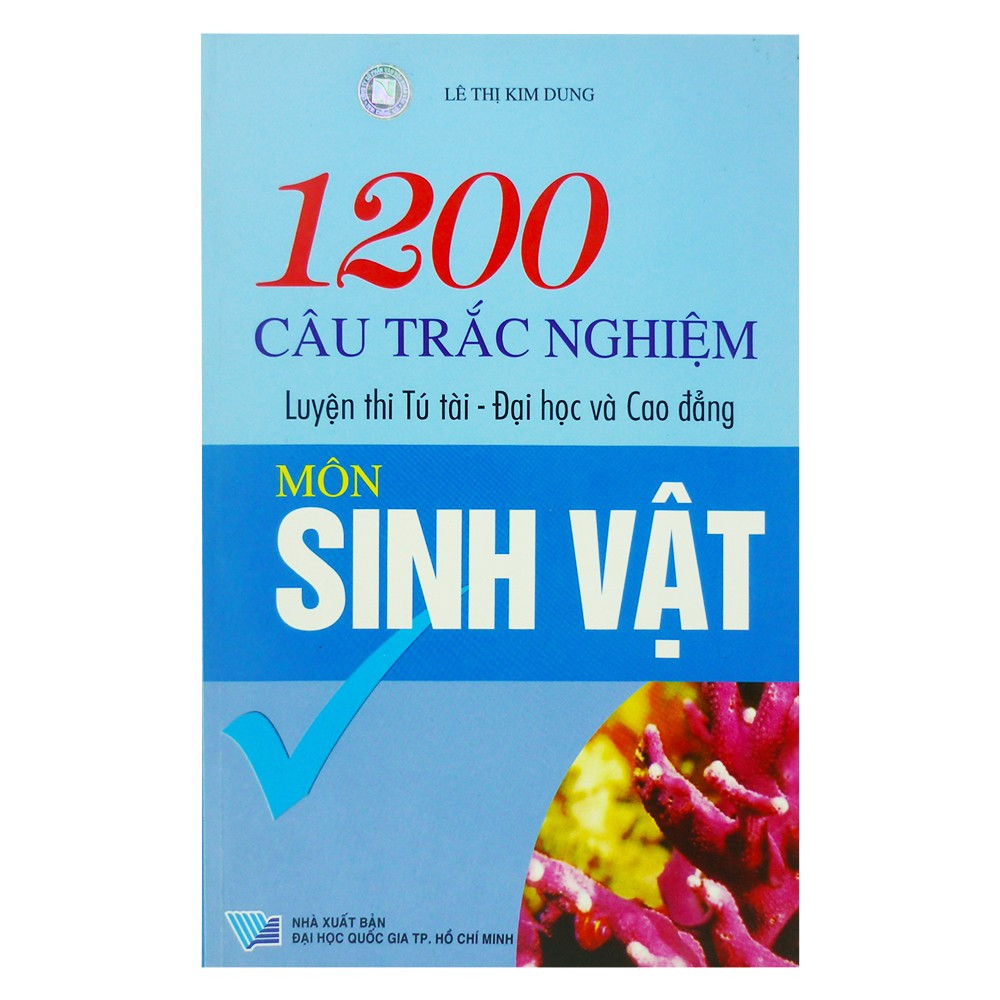 LÊ THỊ KIM DUNG
1200
CÂU TRẮC NGHIỆM
Luyện thi Tú tài - Đại học và Cao đẳng
MÔN
SINH VẬT
NHÀ XUẤT BẢN
ĐẠI HỌC QUỐC GIA TP. HỒ CHÍ MINH